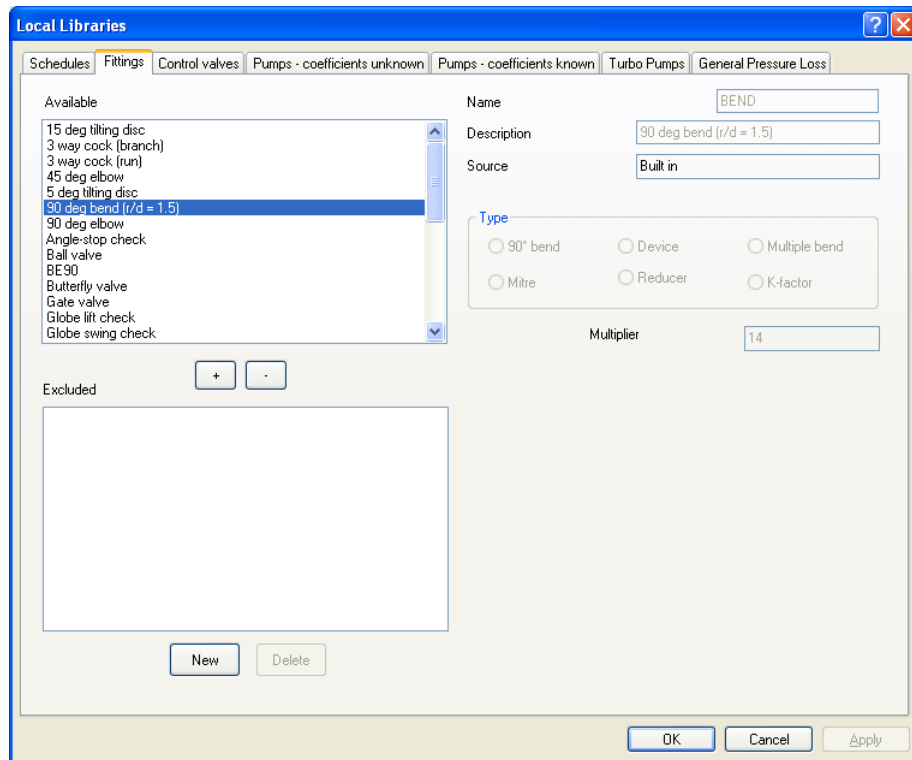 Local Libraries
?
Schedules Fittings Control valves Pumps - coefficients unknown Pumps - coefficients known Turbo Pumps General Pressure Loss
Available
15 deg tilting disc
3 way cock (branch)
3 way cock (run)
45 deg elbow
5 deg tilting disc
90 deg bend (r/d = 1.5)
90 deg elbow
Angle-stop check
Ball valve
BE90
Butterfly valve
Gate valve
Globe lift check
Globe swing check
+ -
Excluded
New Delete
Name BEND
Description 90 deg bend (r/d = 1.5)
Source Built in
Type
90° bend Device Multiple bend
Mitre Reducer K-factor
Multiplier 14
OK Cancel Apply